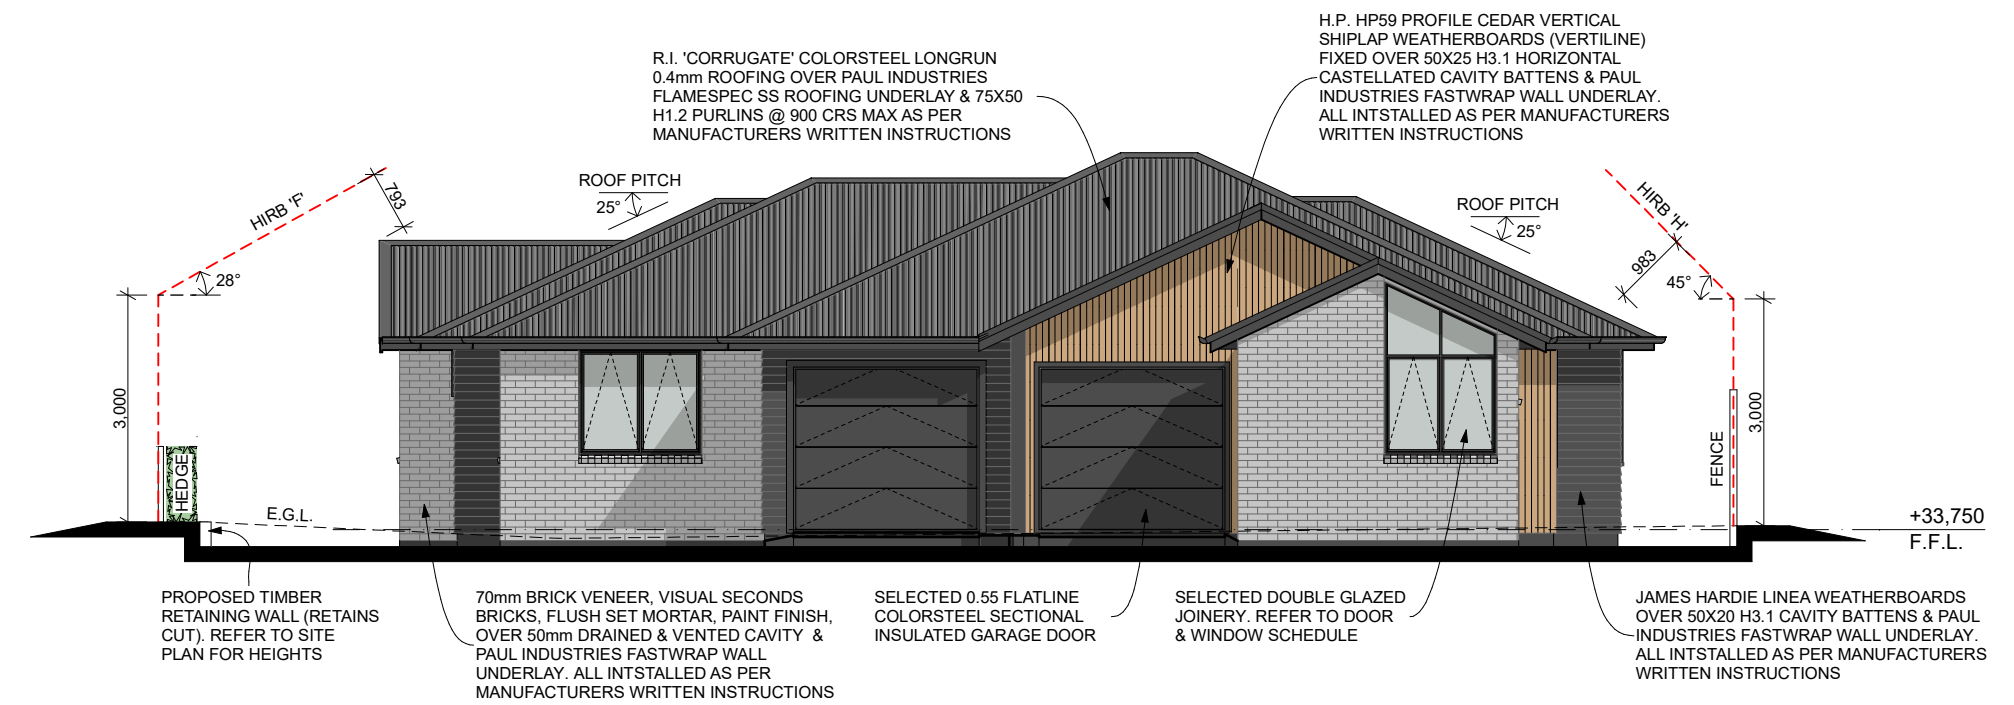 H.P. HP59 PROFILE CEDAR VERTICAL
SHIPLAP WEATHERBOARDS (VERTILINE)
FIXED OVER 50X25 H3.1 HORIZONTAL
CASTELLATED CAVITY BATTENS & PAUL
INDUSTRIES FASTWRAP WALL UNDERLAY.
ALL INTSTALLED AS PER MANUFACTURERS
WRITTEN INSTRUCTIONS
R.I. 'CORRUGATE' COLORSTEEL LONGRUN
0.4mm ROOFING OVER PAUL INDUSTRIES
FLAMESPEC SS ROOFING UNDERLAY & 75X50
H1.2 PURLINS @ 900 CRS MAX AS PER
MANUFACTURERS WRITTEN INSTRUCTIONS
HIRB 'F'
793
28°
ROOF PITCH
25°
ROOF PITCH
25°
HIRB 'H'
983
45°
3,000
HEDGE
E.G.L.
FENCE
3,000
+33,750
F.F.L.
PROPOSED TIMBER
RETAINING WALL (RETAINS
CUT). REFER TO SITE
PLAN FOR HEIGHTS
70mm BRICK VENEER, VISUAL SECONDS
BRICKS, FLUSH SET MORTAR, PAINT FINISH,
OVER 50mm DRAINED & VENTED CAVITY &
PAUL INDUSTRIES FASTWRAP WALL
UNDERLAY. ALL INTSTALLED AS PER
MANUFACTURERS WRITTEN INSTRUCTIONS
SELECTED 0.55 FLATLINE
COLORSTEEL SECTIONAL
INSULATED GARAGE DOOR
SELECTED DOUBLE GLAZED
JOINERY. REFER TO DOOR
& WINDOW SCHEDULE
JAMES HARDIE LINEA WEATHERBOARDS
OVER 50X20 H3.1 CAVITY BATTENS & PAUL
INDUSTRIES FASTWRAP WALL UNDERLAY.
ALL INTSTALLED AS PER MANUFACTURERS
WRITTEN INSTRUCTIONS